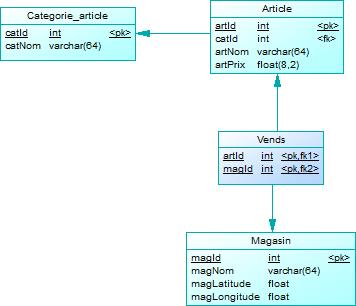 Categorie_article
catId int <pk>
catNom varchar(64)
Article
artId int <pk>
catId int <fk>
artNom varchar(64)
artPrix float(8,2)
Vends
artId int <pk,fk1>
magId int <pk,fk2>
Magasin
magId int <pk>
magNom varchar(64)
magLatitude float
magLongitude float